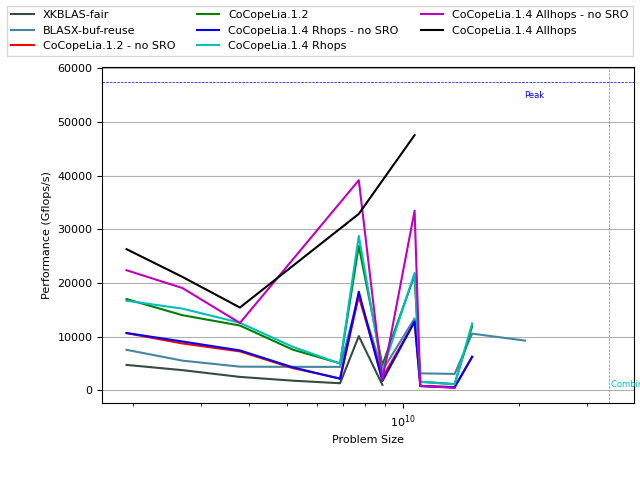 XKBLAS-fair
BLASX-buf-reuse
CoCopeLia.1.2 - no SRO
CoCopeLia.1.2
CoCopeLia.1.4 Rhops - no SRO
CoCopeLia.1.4 Rhops
CoCopeLia.1.4 Allhops - no SRO
CoCopeLia.1.4 Allhops
60000
50000
40000
30000
20000
10000
0
Performance (Gflops/s)
Peak
10^10
Problem Size